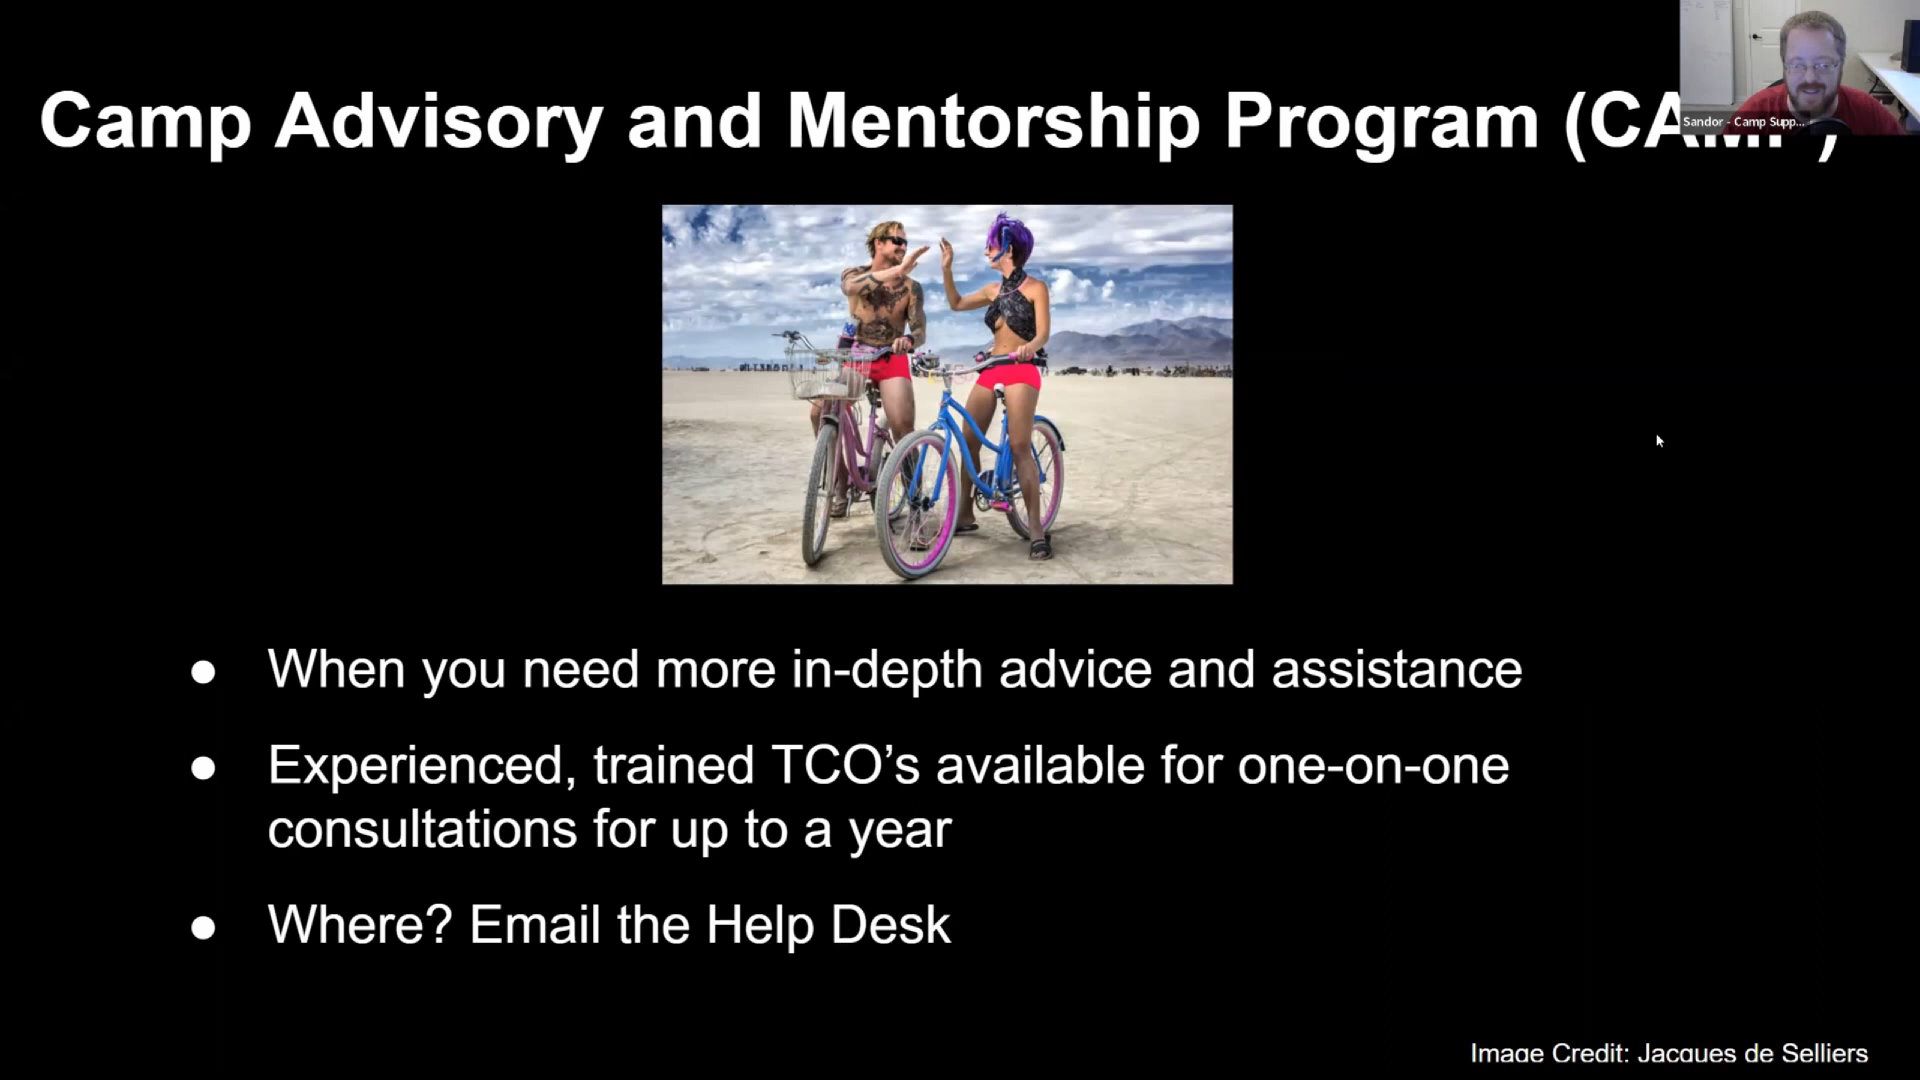 Camp Advisory and Mentorship Program (CAMP)
Sandor - Camp Supp...
● When you need more in-depth advice and assistance
● Experienced, trained TCO’s available for one-on-one
consultations for up to a year
● Where? Email the Help Desk
Image Credit: Jacques de Selliers